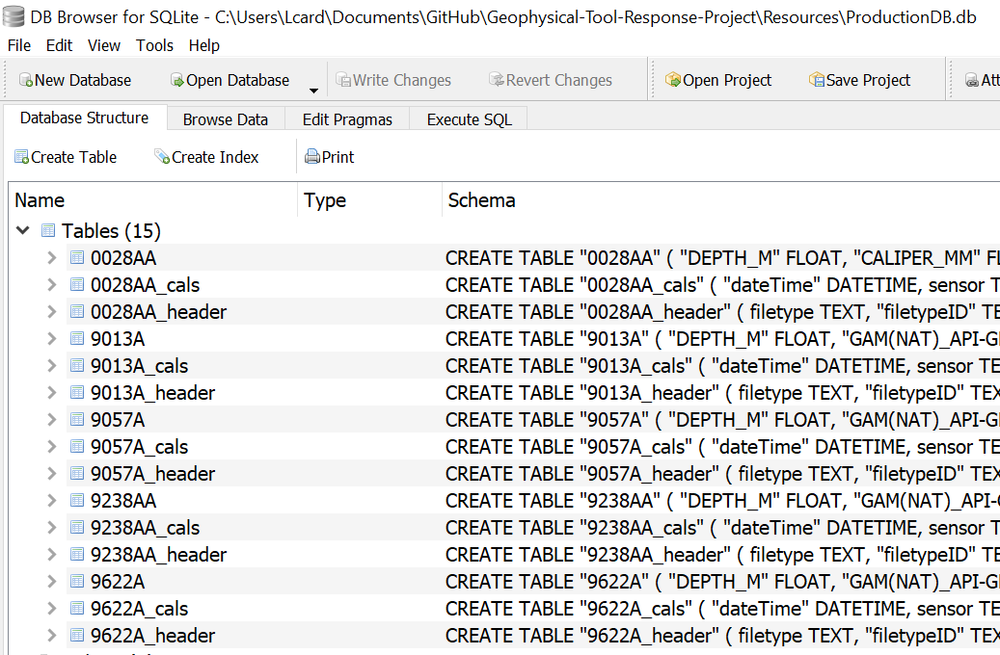 DB Browser for SQLite - C:\Users\Lcard\Documents\GitHub\Geophysical-Tool-Response-Project\Resources\ProductionDB.db
File Edit View Tools Help
New Database Open Database Write Changes Revert Changes Open Project Save Project Att
Database Structure Browse Data Edit Pragmas Execute SQL
Create Table Create Index Print
Name Type Schema
Tables (15)
0028AA CREATE TABLE "0028AA" ( "DEPTH_M" FLOAT, "CALIPER_MM" FL
0028AA_cals CREATE TABLE "0028AA_cals" ( "dateTime" DATETIME, sensor T
0028AA_header CREATE TABLE "0028AA_header" ( filetype TEXT, "filetypeID" TE
9013A CREATE TABLE "9013A" ( "DEPTH_M" FLOAT, "GAM(NAT)_API-G
9013A_cals CREATE TABLE "9013A_cals" ( "dateTime" DATETIME, sensor TE
9013A_header CREATE TABLE "9013A_header" ( filetype TEXT, "filetypeID" TEX
9057A CREATE TABLE "9057A" ( "DEPTH_M" FLOAT, "GAM(NAT)_API-G
9057A_cals CREATE TABLE "9057A_cals" ( "dateTime" DATETIME, sensor TE
9057A_header CREATE TABLE "9057A_header" ( filetype TEXT, "filetypeID" TEX
9238AA CREATE TABLE "9238AA" ( "DEPTH_M" FLOAT, "GAM(NAT)_API-
9238AA_cals CREATE TABLE "9238AA_cals" ( "dateTime" DATETIME, sensor T
9238AA_header CREATE TABLE "9238AA_header" ( filetype TEXT, "filetypeID" TE
9622A CREATE TABLE "9622A" ( "DEPTH_M" FLOAT, "GAM(NAT)_API-G
9622A_cals CREATE TABLE "9622A_cals" ( "dateTime" DATETIME, sensor TE
9622A_header CREATE TABLE "9622A_header" ( filetype TEXT, "filetypeID" TEX